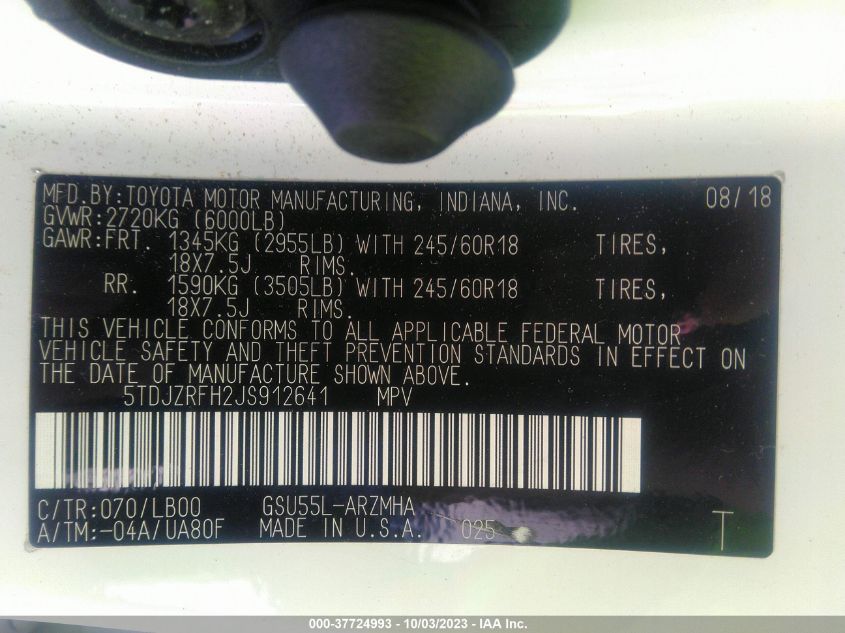 MFD.BY:TOYOTA MOTOR MANUFACTURING, INDIANA, INC. 08/18
GVWR:2720KG (6000LB)
GAWR:FRT. 1345KG (2955LB) WITH 245/60R18 TIRES,
18X7.5J RIMS.
RR. 1590KG (3505LB) WITH 245/60R18 TIRES,
18X7.5J RIMS.
THIS VEHICLE CONFORMS TO ALL APPLICABLE FEDERAL MOTOR
VEHICLE SAFETY AND THEFT PREVENTION STANDARDS IN EFFECT ON
THE DATE OF MANUFACTURE SHOWN ABOVE.
5TDJZRFH2JS912641 MPV
C/TR:070/LB00 GSU55L-ARZMHA
A/TM:-04A/UA80F MADE IN U.S.A. 025 T
000-37724993 - 10/03/2023 - IAA Inc.